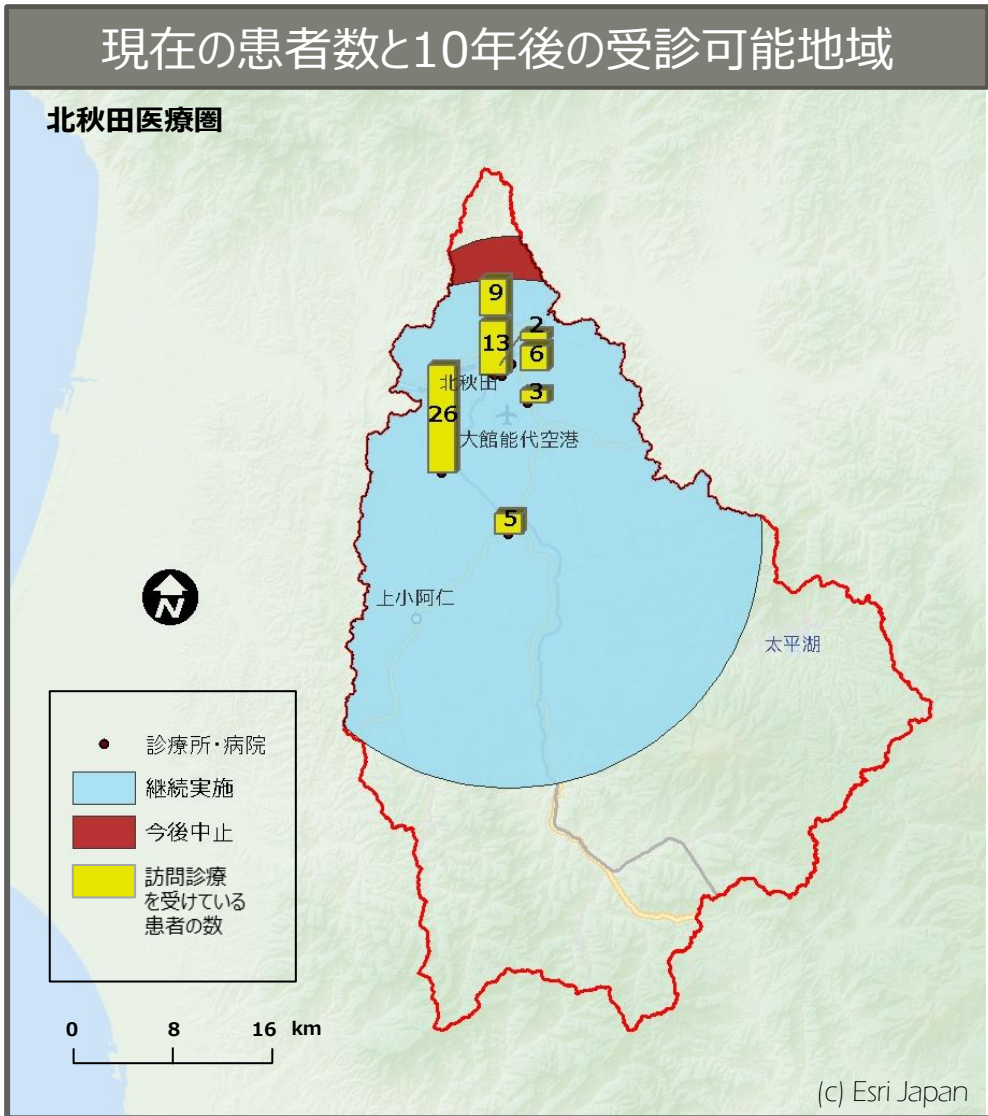 現在の患者数と10年後の受診可能地域
北秋田医療圏
9
2
13
6
北秋田
3
26
大館能代空港
5
上小阿仁
太平湖
N
診療所・病院
継続実施
今後中止
訪問診療
を受けている
患者の数
0 8 16 km
(c) Esri Japan